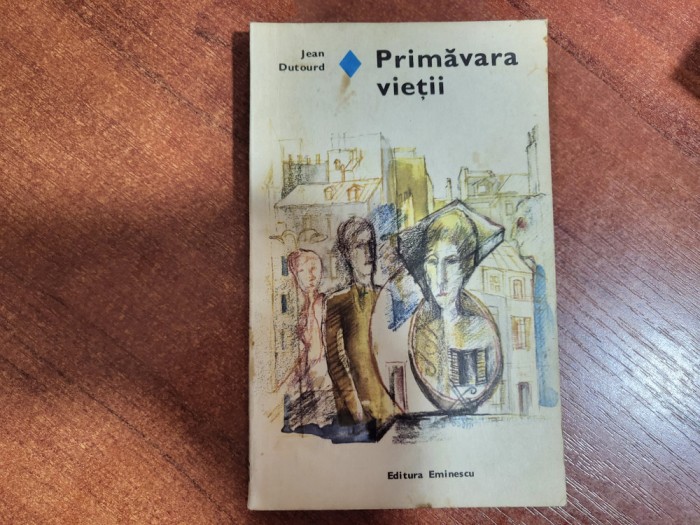 Jean
Dutourd
Primăvara
vieții
Editura Eminescu